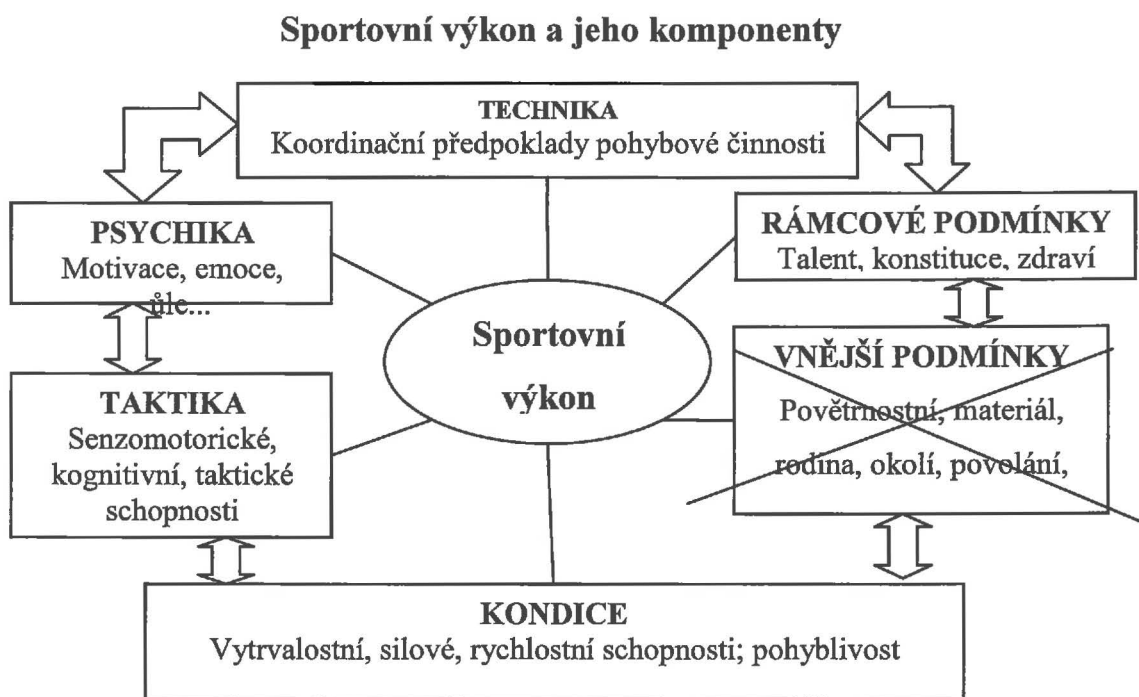 Sportovní výkon a jeho komponenty
TECHNIKA
Koordinační předpoklady pohybové činnosti
PSYCHIKA
Motivace, emoce,
ůle...
RÁMCOVÉ PODMÍNKY
Talent, konstituce, zdraví
Sportovní
výkon
TAKTIKA
Senzomotorické,
kognitivní, taktické
schopnosti
VNĚJŠÍ PODMÍNKY
Povětrnostní, materiál,
rodina, okolí, povolání,
KONDICE
Vytrvalostní, silové, rychlostní schopnosti; pohyblivost